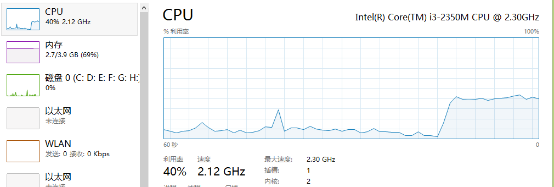 CPU
40% 2.12 GHz
内存
2.7/3.9 GB (69%)
磁盘 0 (C: D: E: F: G: H:
0%
以太网
未连接
WLAN
发送: 0 接收: 0 Kbps
以太网
未连接
CPU
Intel(R) Core(TM) i3-2350M CPU @ 2.30GHz
% 利用率
100%
60 秒
0
利用率
速度
最大速度:
2.30 GHz
40%
2.12 GHz
插槽:
1
内核:
2